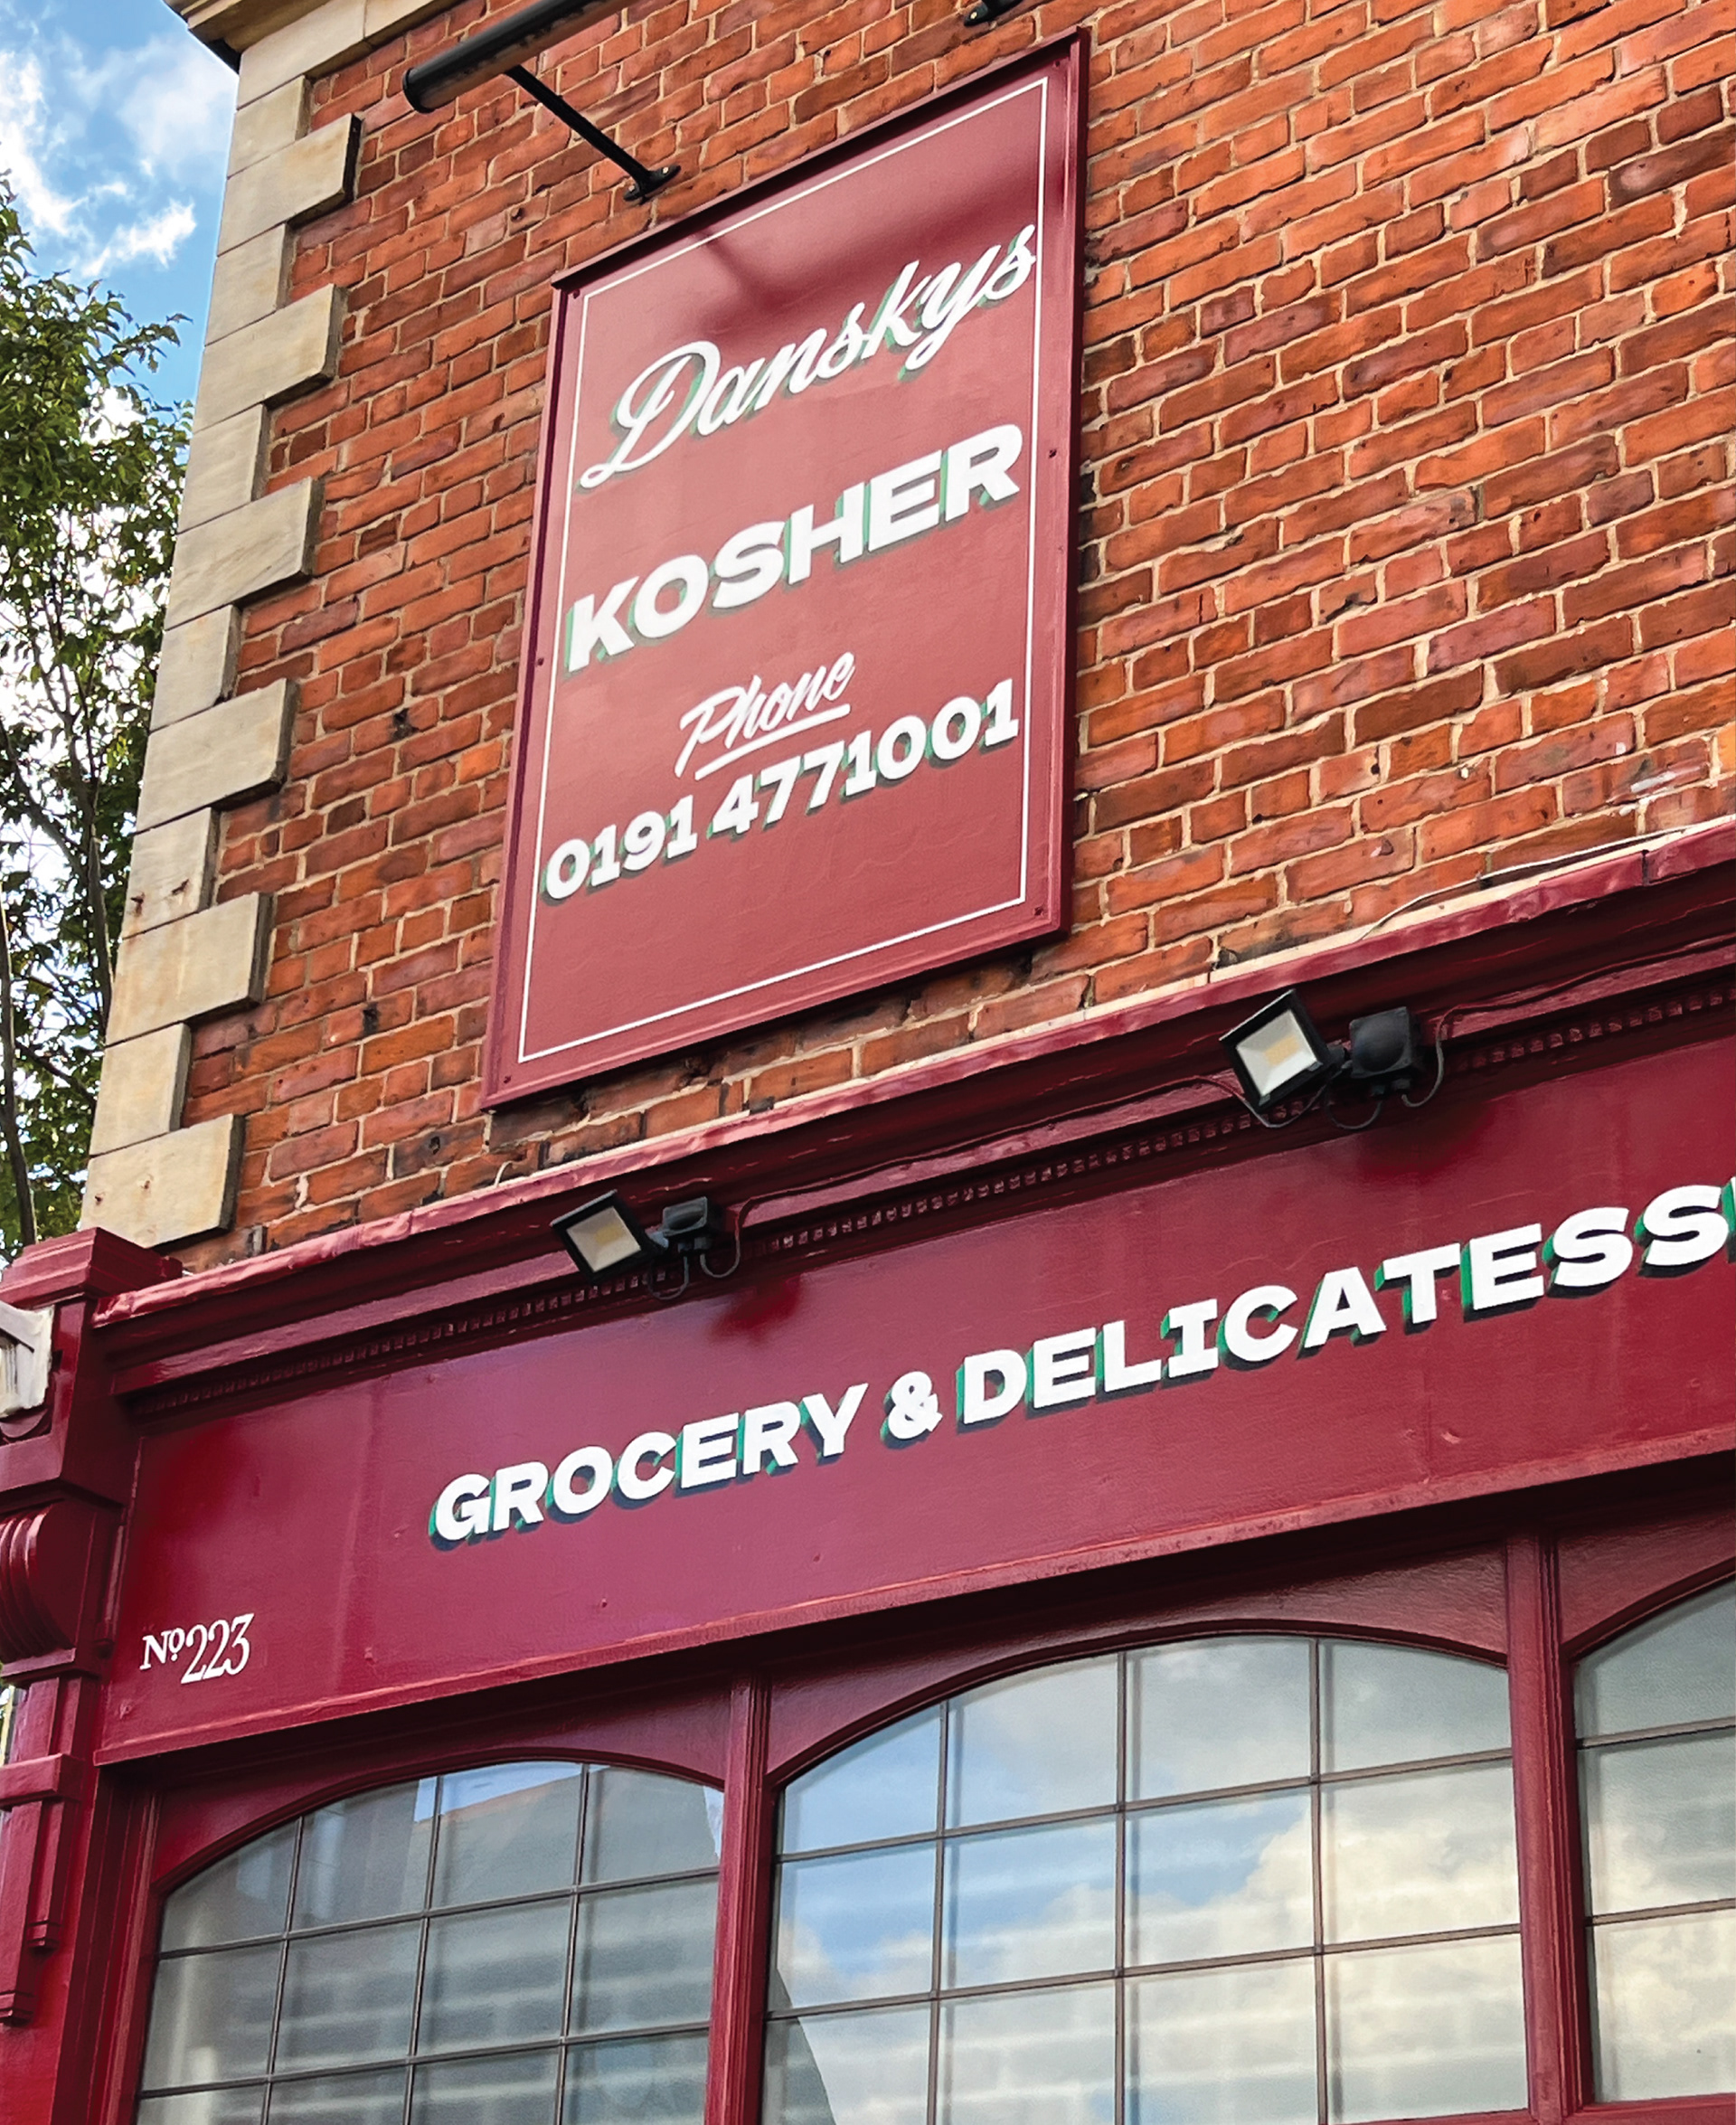 Danskys
KOSHER
Phone
0191 4771001
GROCERY & DELICATESS
Nº223